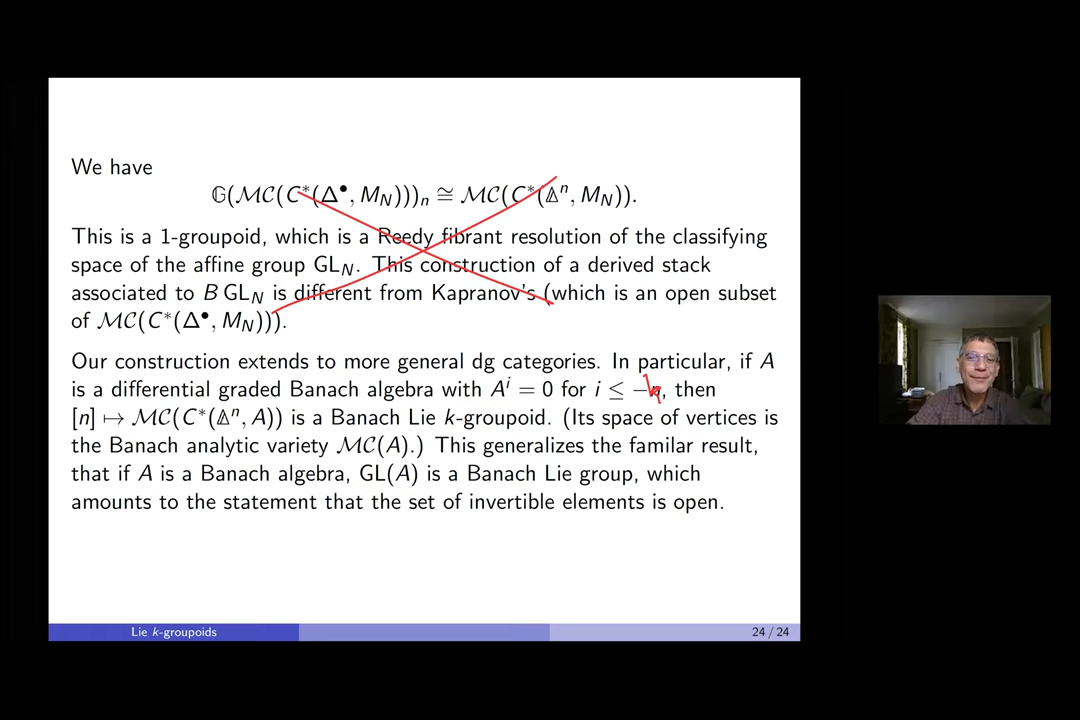 We have
𝔾(ℳ𝒞(C*(Δ•, M_N)))_n ≅ ℳ𝒞(C*(𝔸ⁿ, M_N)).
This is a 1-groupoid, which is a Reedy fibrant resolution of the classifying
space of the affine group GL_N. This construction of a derived stack
associated to B GL_N is different from Kapranov's (which is an open subset
of ℳ𝒞(C*(Δ•, M_N))).
Our construction extends to more general dg categories. In particular, if A
is a differential graded Banach algebra with Aⁱ = 0 for i ≤ −k, then
[n] ↦ ℳ𝒞(C*(𝔸ⁿ, A)) is a Banach Lie k-groupoid. (Its space of vertices is
the Banach analytic variety ℳ𝒞(A).) This generalizes the familar result,
that if A is a Banach algebra, GL(A) is a Banach Lie group, which
amounts to the statement that the set of invertible elements is open.
Lie k-groupoids 24 / 24